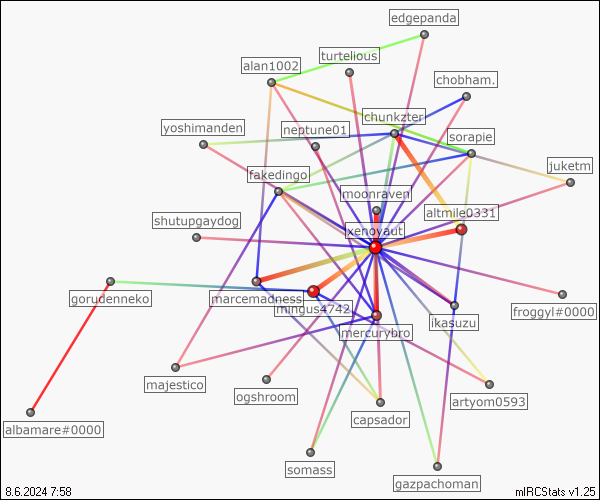 edgepanda
turtelious
alan1002
chobham.
chunkzter
yoshimanden
neptune01
sorapie
juketm
fakedingo
moonraven
altmile0331
shutupgaydog
xenoyaut
gorudenneko
marcemadness
mingus4742
ikasuzu
froggyl#0000
mercurybro
majestico
ogshroom
artyom0593
capsador
albamare#0000
somass
gazpachoman
8.6.2024 7:58
mIRCStats v1.25